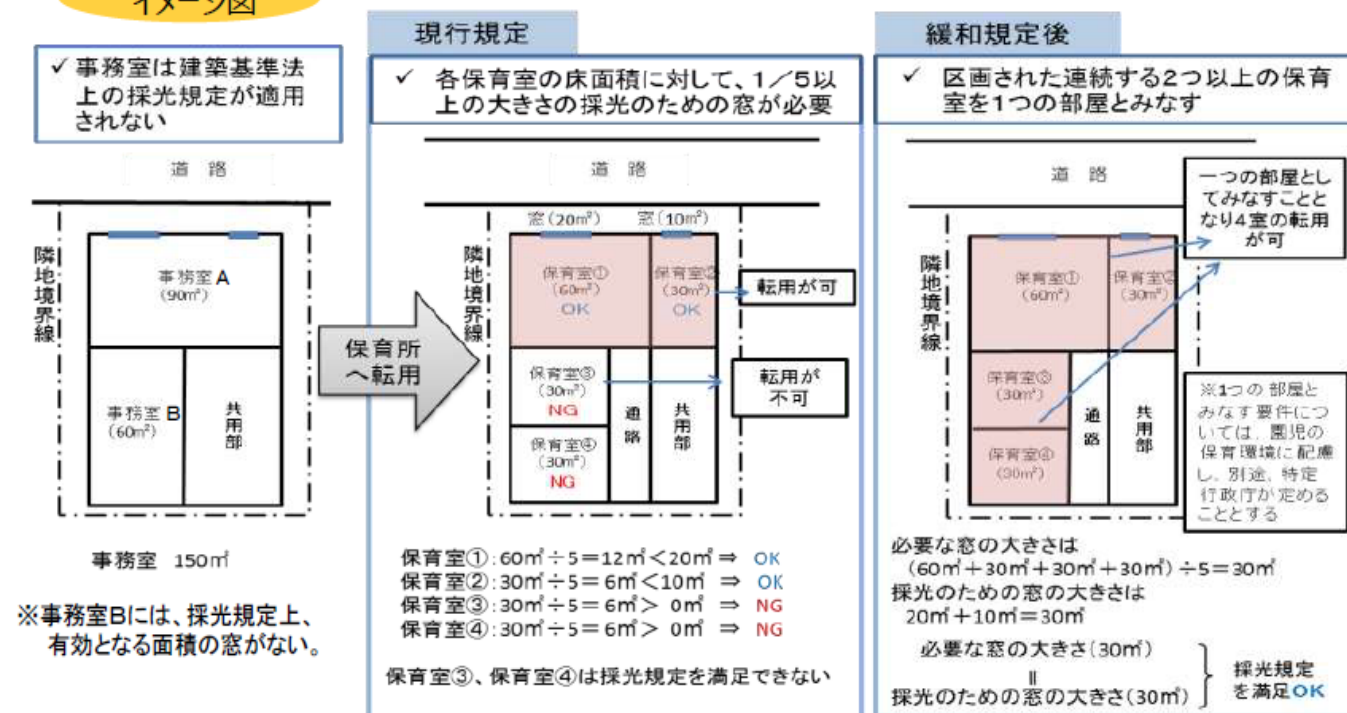 イメージ図
✓ 事務室は建築基準法
上の採光規定が適用
されない
道 路
隣地境界線
事務室A
(90㎡)
事務室B
(60㎡)
共用部
事務室 150㎡
※事務室Bには、採光規定上、
有効となる面積の窓がない。
保育所
へ転用
現行規定
✓ 各保育室の床面積に対して、1/5以
上の大きさの採光のための窓が必要
道 路
窓(20㎡) 窓(10㎡)
隣地境界線
保育室①
(60㎡)
OK
保育室②
(30㎡)
OK
転用が可
保育室③
(30㎡)
NG
転用が
不可
保育室④
(30㎡)
NG
通路
共用部
保育室①:60㎡÷5=12㎡<20㎡⇒ OK
保育室②:30㎡÷5=6㎡<10㎡ ⇒ OK
保育室③:30㎡÷5=6㎡> 0㎡ ⇒ NG
保育室④:30㎡÷5=6㎡> 0㎡ ⇒ NG
保育室③、保育室④は採光規定を満足できない
緩和規定後
✓ 区画された連続する2つ以上の保育
室を1つの部屋とみなす
道 路
一つの部屋とし
てみなすことと
なり4室の転用
が可
隣地境界線
保育室①
(60㎡)
保育室②
(30㎡)
保育室③
(30㎡)
保育室④
(30㎡)
通路
共用部
※1つの部屋と
みなす要件につ
いては、園児の
保育環境に配慮
し、別途、特定
行政庁が定める
こととする
必要な窓の大きさは
(60㎡+30㎡+30㎡+30㎡)÷5=30㎡
採光のための窓の大きさは
20㎡+10㎡=30㎡
必要な窓の大きさ(30㎡)
=
採光のための窓の大きさ(30㎡)
採光規定
を満足OK